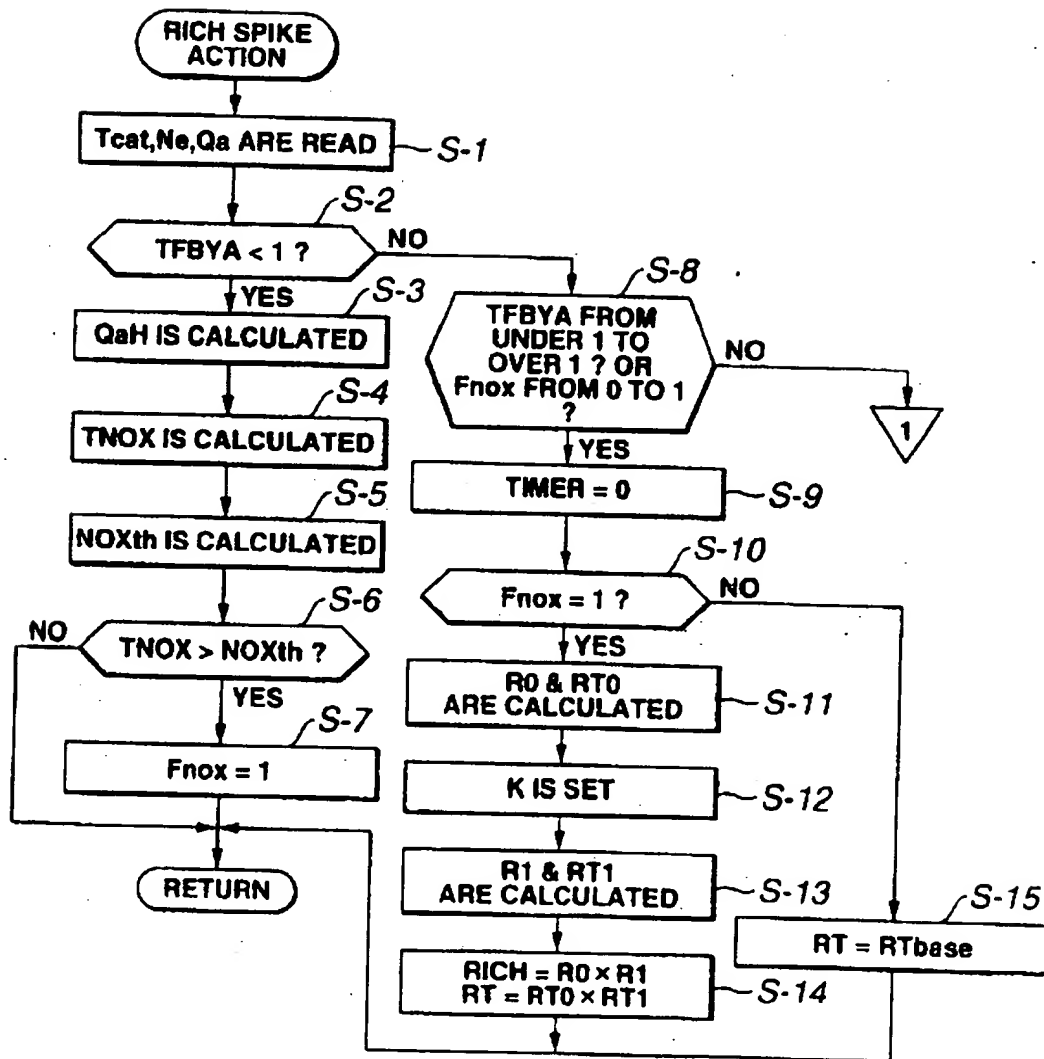 RICH SPIKE
ACTION
Tcat,Ne,Qa ARE READ
S-1
S-2
TFBYA < 1 ?
NO
YES
S-3
QaH IS CALCULATED
S-4
TNOX IS CALCULATED
S-5
NOXth IS CALCULATED
S-6
NO
TNOX > NOXth ?
YES
S-7
Fnox = 1
RETURN
S-8
TFBYA FROM
UNDER 1 TO
OVER 1 ? OR
Fnox FROM 0 TO 1
?
NO
1
YES
TIMER = 0
S-9
S-10
Fnox = 1 ?
NO
YES
R0 & RT0
ARE CALCULATED
S-11
K IS SET
S-12
R1 & RT1
ARE CALCULATED
S-13
RICH = R0 × R1
RT = RT0 × RT1
S-14
S-15
RT = RTbase